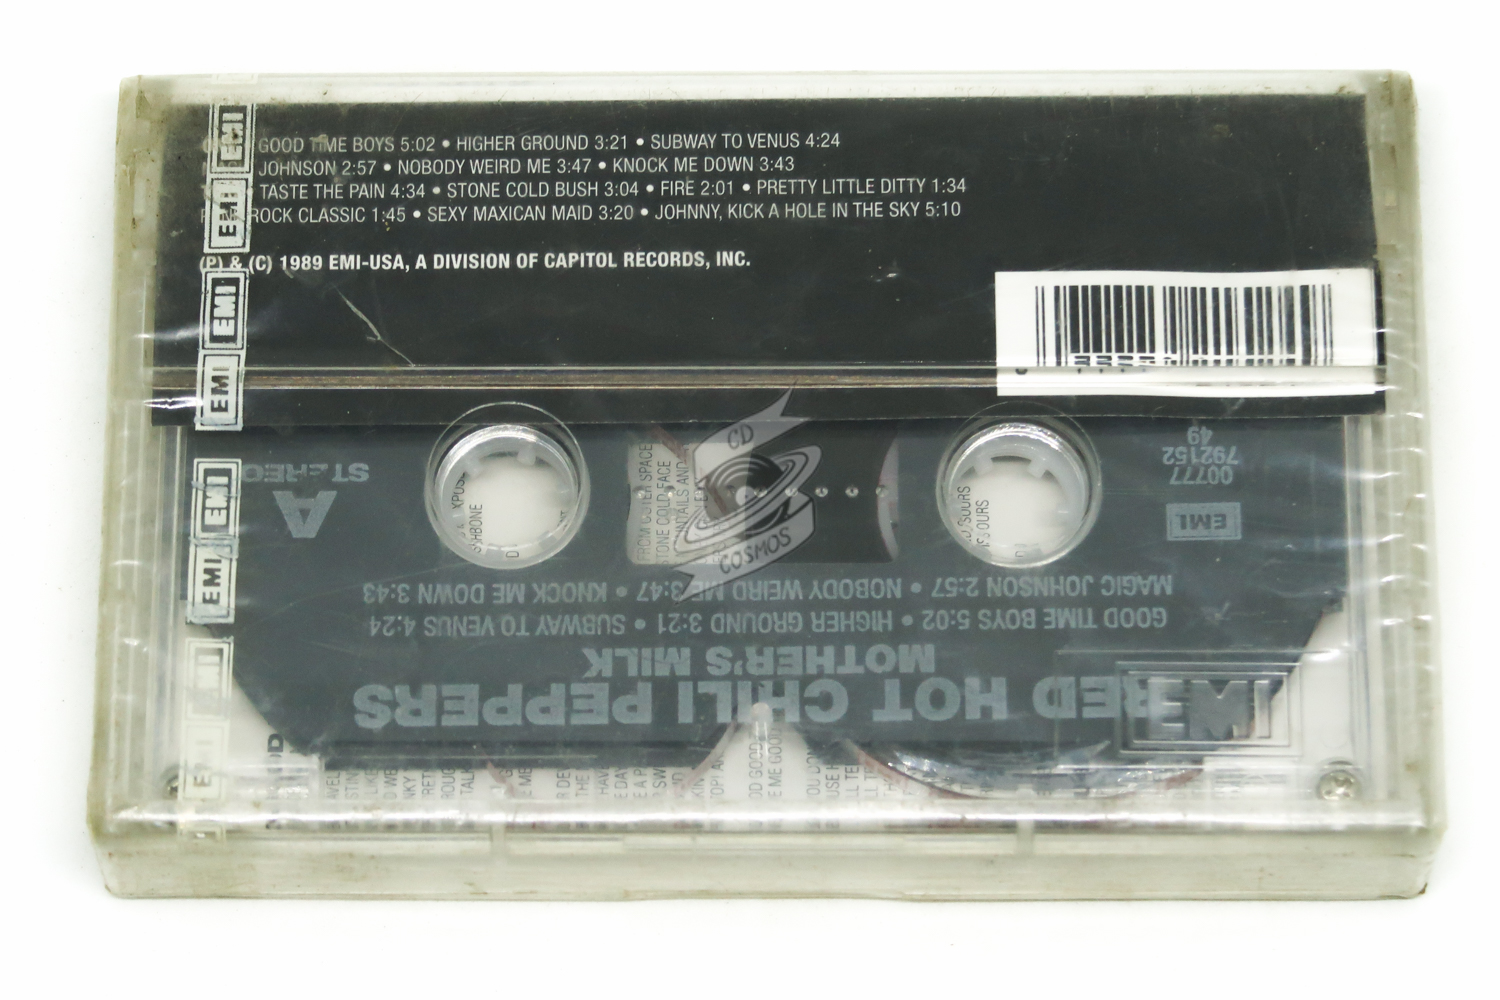 GOOD TIME BOYS 5:02 • HIGHER GROUND 3:21 • SUBWAY TO VENUS 4:24
JOHNSON 2:57 • NOBODY WEIRD ME 3:47 • KNOCK ME DOWN 3:43
TASTE THE PAIN 4:34 • STONE COLD BUSH 3:04 • FIRE 2:01 • PRETTY LITTLE DITTY 1:34
ROCK CLASSIC 1:45 • SEXY MAXICAN MAID 3:20 • JOHNNY, KICK A HOLE IN THE SKY 5:10
(P) & (C) 1989 EMI-USA, A DIVISION OF CAPITOL RECORDS, INC.
EMI
EMI
EMI
EMI
EMI
EMI
EMI
EMI
EMI
RED HOT CHILI PEPPERS
MOTHER'S MILK
GOOD TIME BOYS 5:02 • HIGHER GROUND 3:21 • SUBWAY TO VENUS 4:24
MAGIC JOHNSON 2:57 • NOBODY WEIRD ME 3:47 • KNOCK ME DOWN 3:43
A
STEREO
EMI
00777
792152
49
FROM OUTER SPACE
STONE COLD FACE
CD
COSMOS
EMI